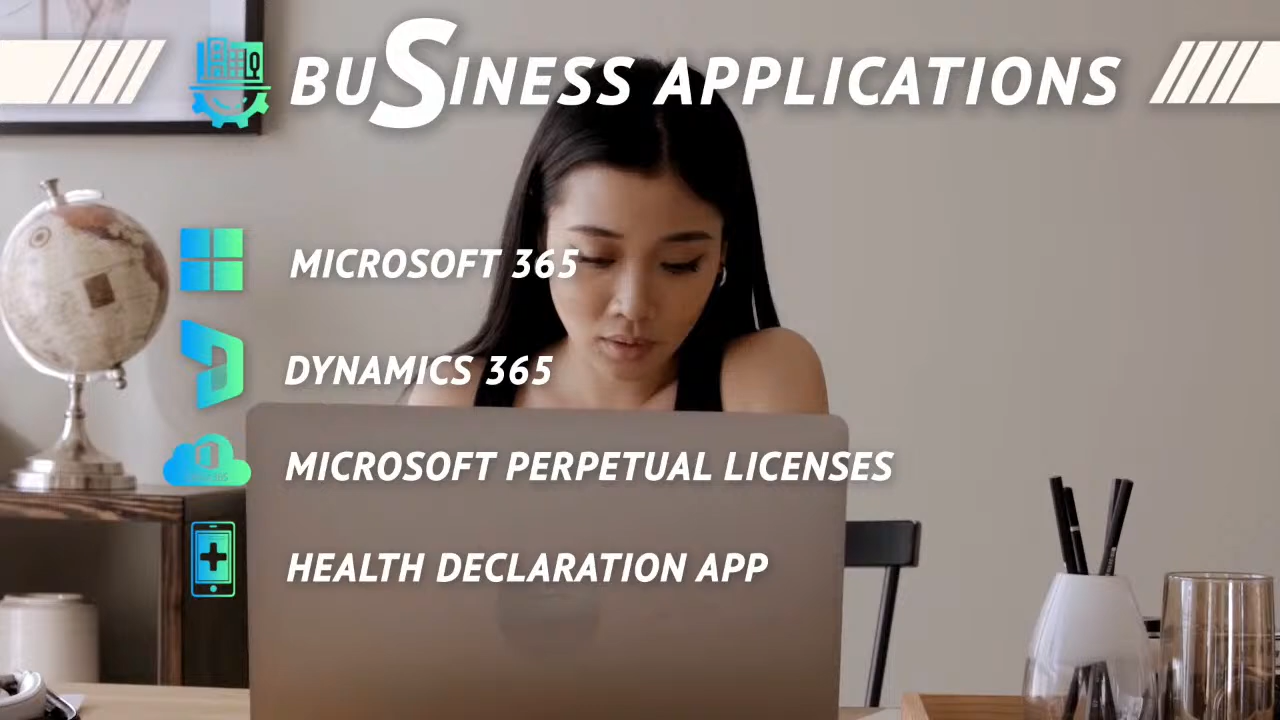 BUSINESS APPLICATIONS
MICROSOFT 365
DYNAMICS 365
MICROSOFT PERPETUAL LICENSES
HEALTH DECLARATION APP